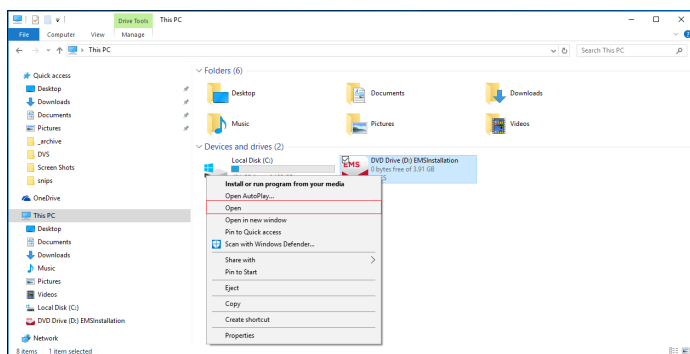 Drive Tools This PC
File Computer View Manage
This PC
Search This PC
Quick access
Desktop
Downloads
Documents
Pictures
_archive
DVS
Screen Shots
snips
OneDrive
This PC
Desktop
Documents
Downloads
Music
Pictures
Videos
Local Disk (C:)
DVD Drive (D:) EMSInstallation
Network
8 items 1 item selected
Folders (6)
Desktop
Documents
Downloads
Music
Pictures
Videos
Devices and drives (2)
Local Disk (C:)
EMS
DVD Drive (D:) EMSInstallation
0 bytes free of 3.91 GB
Install or run program from your media
Open AutoPlay...
Open
Open in new window
Pin to Quick access
Scan with Windows Defender...
Share with
Pin to Start
Eject
Copy
Create shortcut
Properties